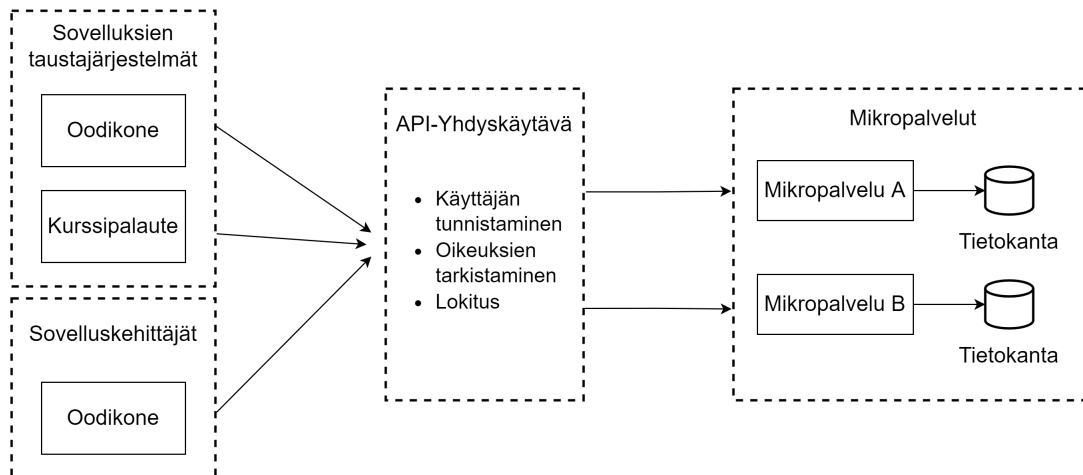 Sovelluksien
taustajärjestelmät
Oodikone
Kurssipalaute
Sovelluskehittäjät
Oodikone
API-Yhdyskäytävä
• Käyttäjän
tunnistaminen
• Oikeuksien
tarkistaminen
• Lokitus
Mikropalvelut
Mikropalvelu A
Tietokanta
Mikropalvelu B
Tietokanta